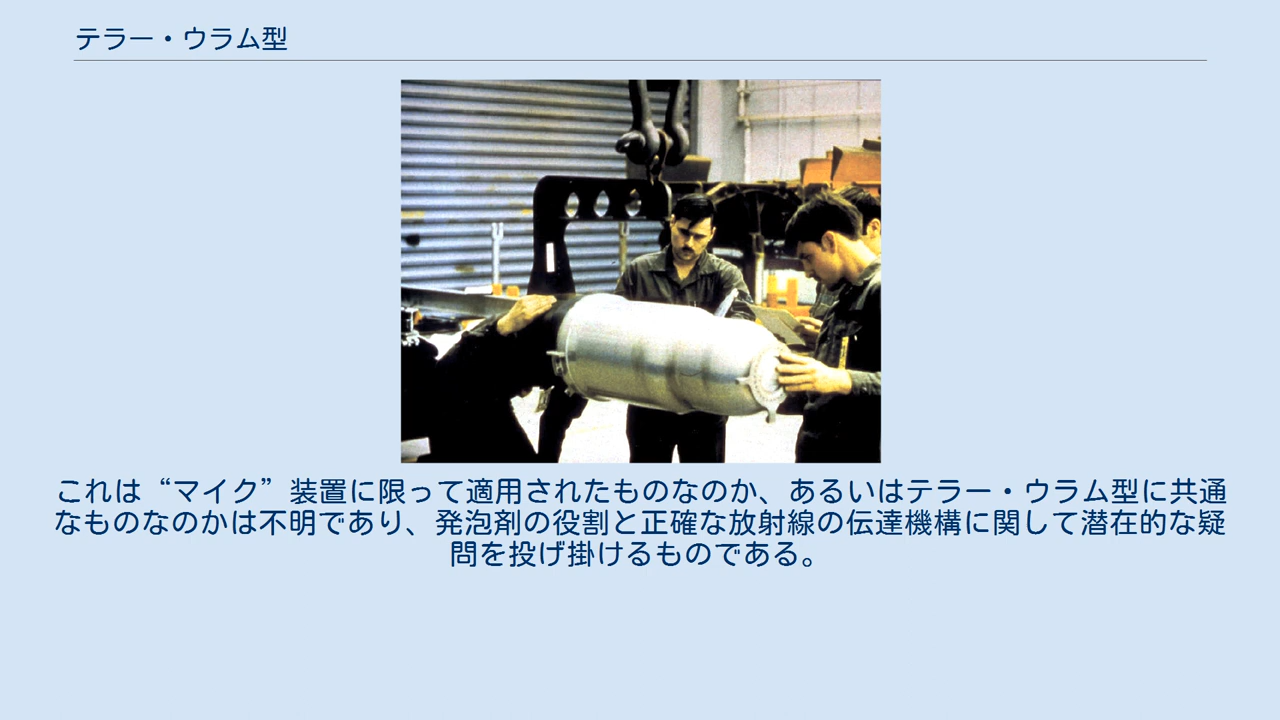 テラー・ウラム型
これは“マイク”装置に限って適用されたものなのか、あるいはテラー・ウラム型に共通
なものなのかは不明であり、発泡剤の役割と正確な放射線の伝達機構に関して潜在的な疑
問を投げ掛けるものである。